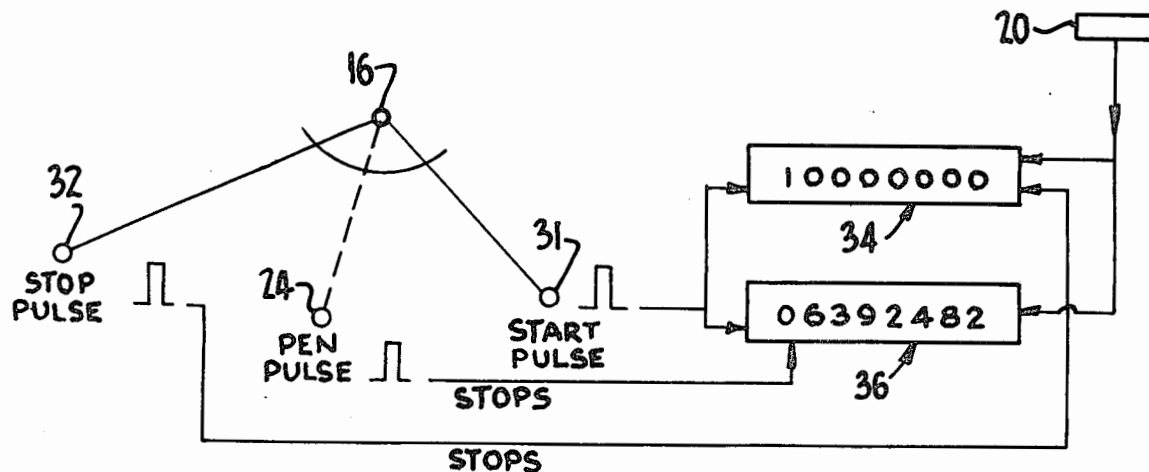 20
16
32
10000000
34
31
STOP
PULSE
24
PEN
PULSE
START
PULSE
06392482
36
STOPS
STOPS